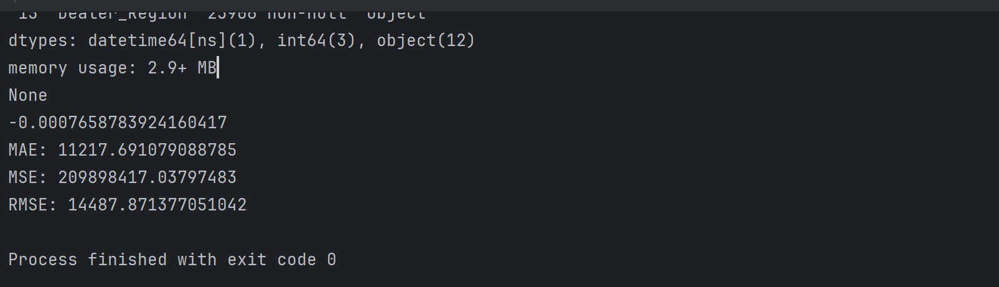 15 Dealer_Region 23906 non-null object
dtypes: datetime64[ns](1), int64(3), object(12)
memory usage: 2.9+ MB
None
-0.0007658783924160417
MAE: 11217.691079088785
MSE: 209898417.03797483
RMSE: 14487.871377051042
Process finished with exit code 0